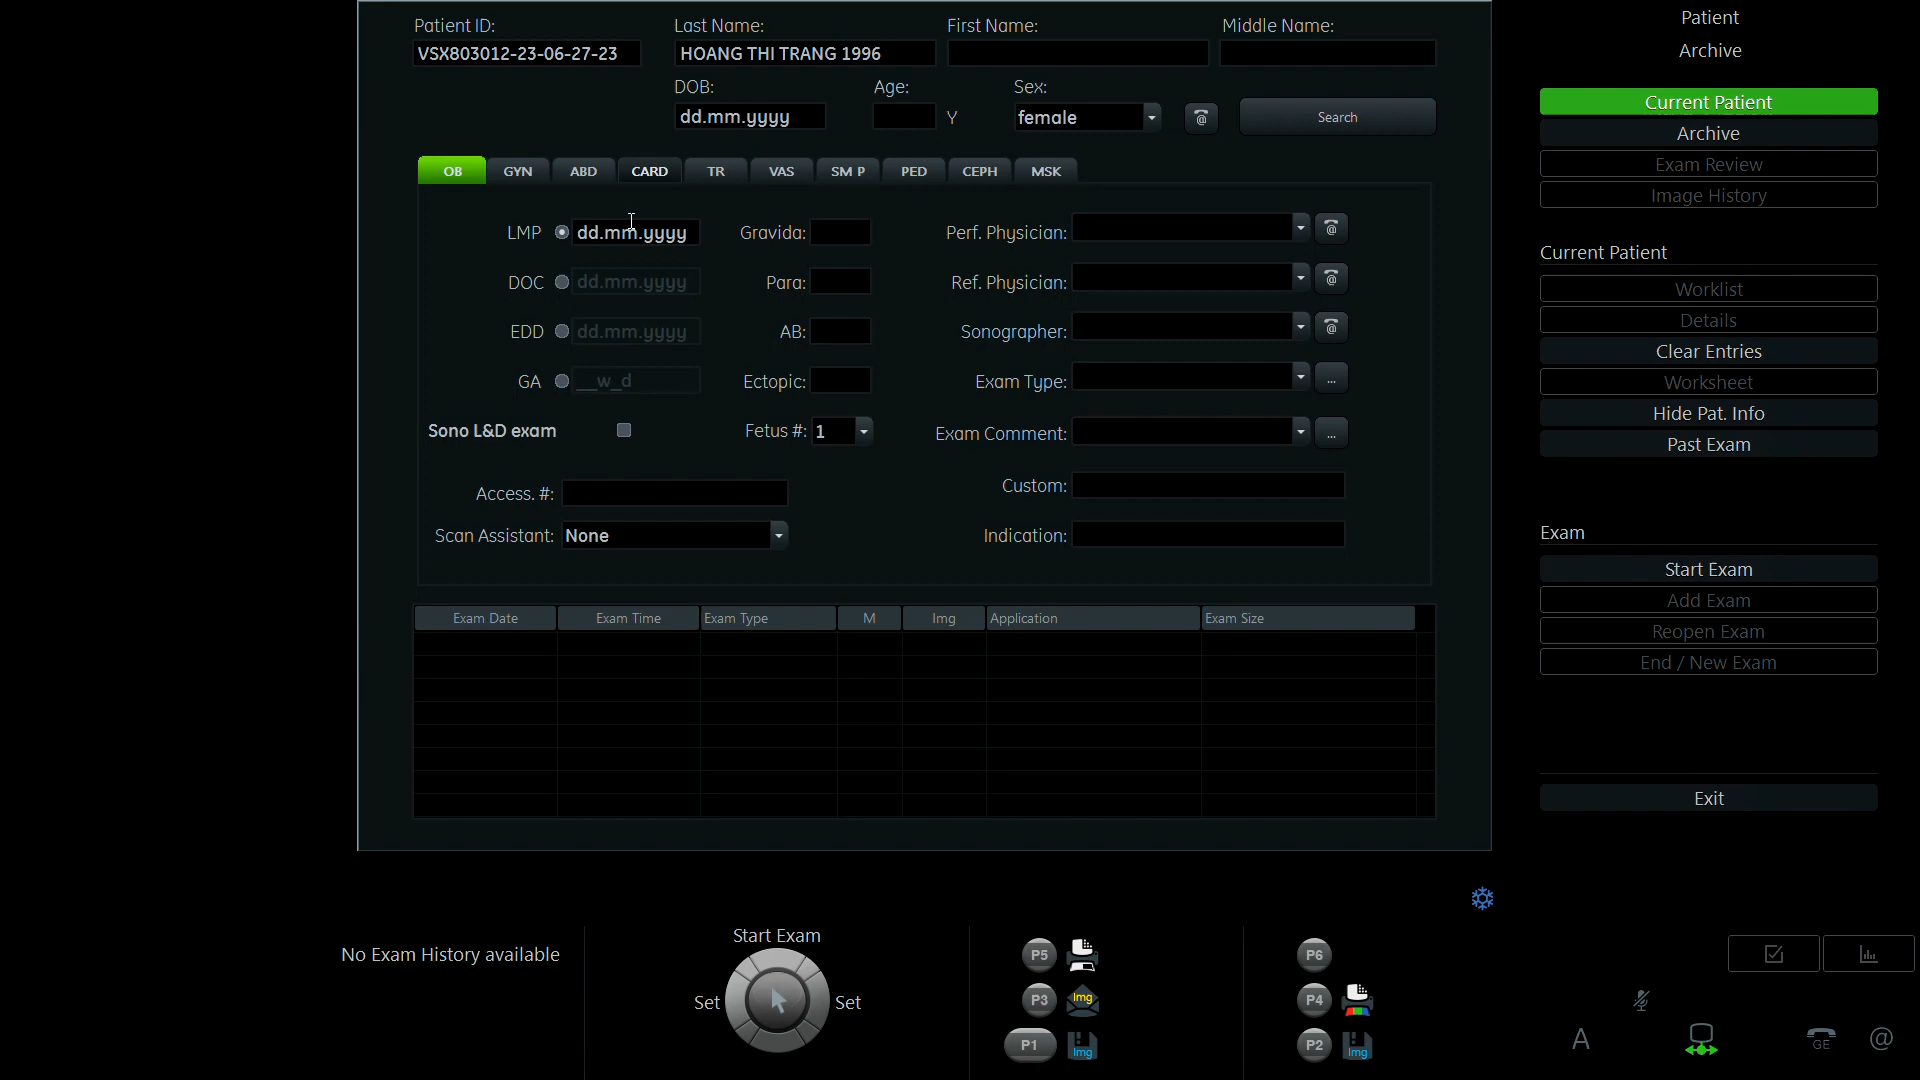 Patient ID: Last Name: First Name: Middle Name:
VSX803012-23-06-27-23 HOANG THI TRANG 1996
DOB: Age: Sex:
dd.mm.yyyy Y female @ Search
OB GYN ABD CARD TR VAS SM P PED CEPH MSK
LMP dd.mm.yyyy Gravida: Perf. Physician: @
DOC dd.mm.yyyy Para: Ref. Physician: @
EDD dd.mm.yyyy AB: Sonographer: @
GA __w_d Ectopic: Exam Type: ...
Sono L&D exam Fetus #: 1 Exam Comment: ...
Access. #: Custom:
Scan Assistant: None Indication:
Exam Date Exam Time Exam Type M Img Application Exam Size
No Exam History available
Start Exam
Set Set
P5
P3 Img
P1 Img
P6
P4
P2 Img
Patient
Archive
Current Patient
Archive
Exam Review
Image History
Current Patient
Worklist
Details
Clear Entries
Worksheet
Hide Pat. Info
Past Exam
Exam
Start Exam
Add Exam
Reopen Exam
End / New Exam
Exit
A GE @